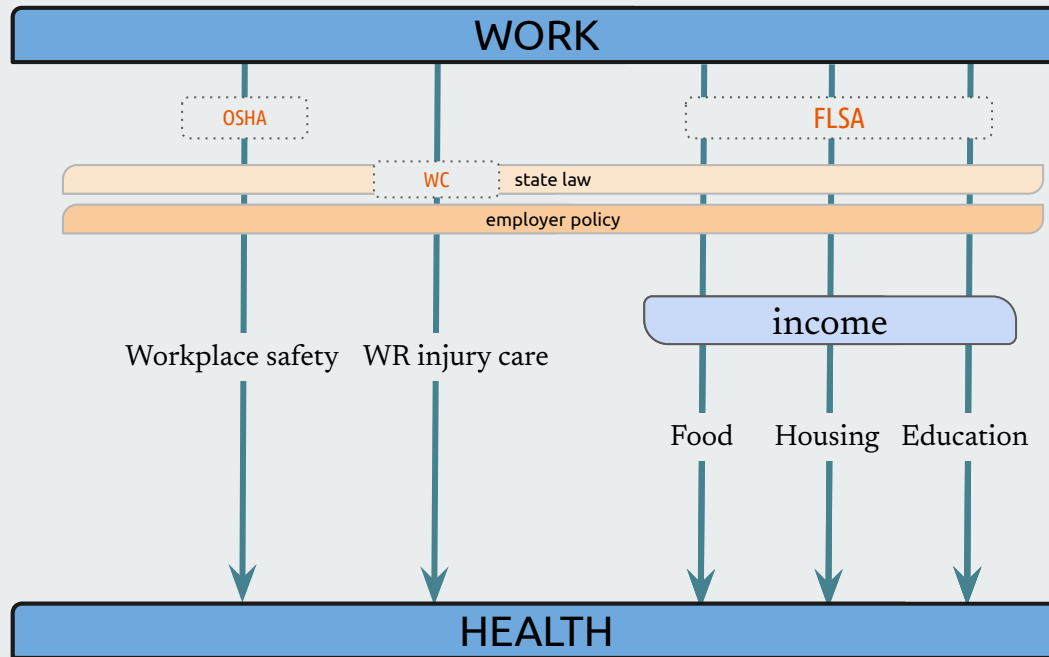 WORK
OSHA
FLSA
WC
state law
employer policy
income
Workplace safety
WR injury care
Food
Housing
Education
HEALTH